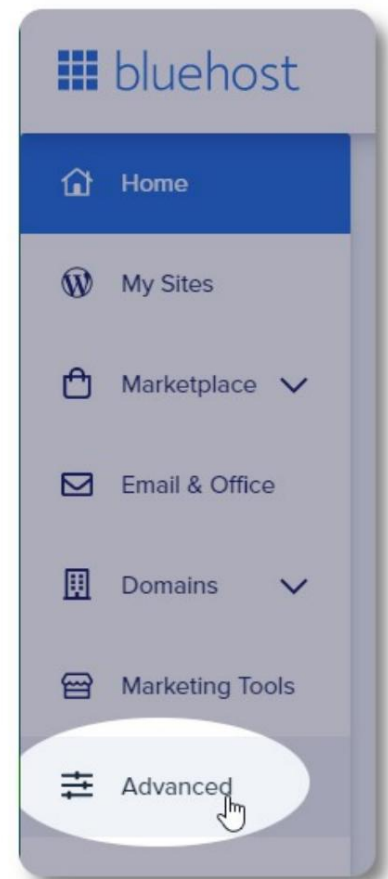 bluehost
Home
My Sites
Marketplace
Email & Office
Domains
Marketing Tools
Advanced